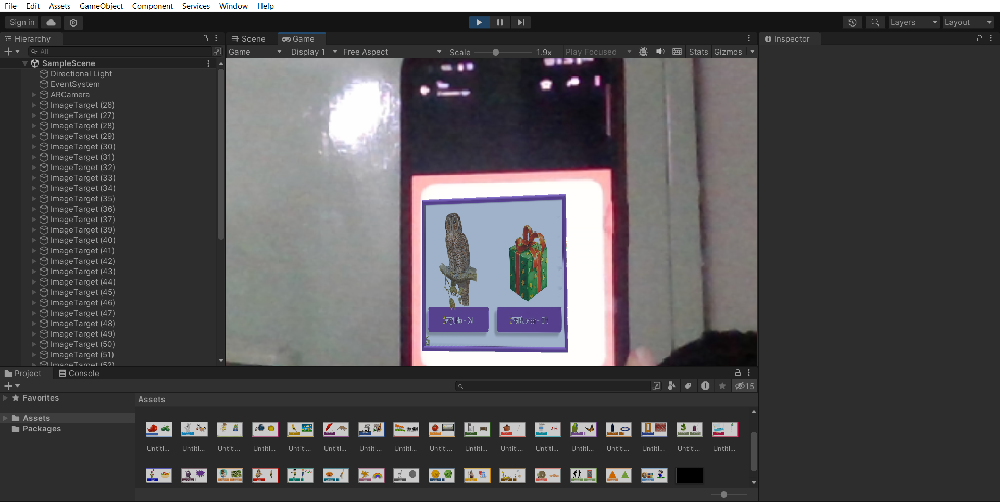 File Edit Assets GameObject Component Services Window Help
Sign in Layers Layout
Hierarchy Scene Game Inspector
All Game Display 1 Free Aspect Scale 1.9x Play Focused Stats Gizmos
SampleScene
Directional Light
EventSystem
ARCamera
ImageTarget (26)
ImageTarget (27)
ImageTarget (28)
ImageTarget (29)
ImageTarget (30)
ImageTarget (31)
ImageTarget (32)
ImageTarget (33)
ImageTarget (34)
ImageTarget (35)
ImageTarget (36)
ImageTarget (37)
ImageTarget (39)
ImageTarget (40)
ImageTarget (41)
ImageTarget (42)
ImageTarget (43)
ImageTarget (44)
ImageTarget (45)
ImageTarget (46)
ImageTarget (47)
ImageTarget (48)
ImageTarget (49)
ImageTarget (50)
ImageTarget (51)
ImageTarget (52)
Project Console
15
Favorites Assets
Assets
Packages
2½
Untitl... Untitl... Untitl... Untitl... Untitl... Untitl... Untitl... Untitl... Untitl... Untitl... Untitl... Untitl... Untitl... Untitl... Untitl... Untitl... Untitl...